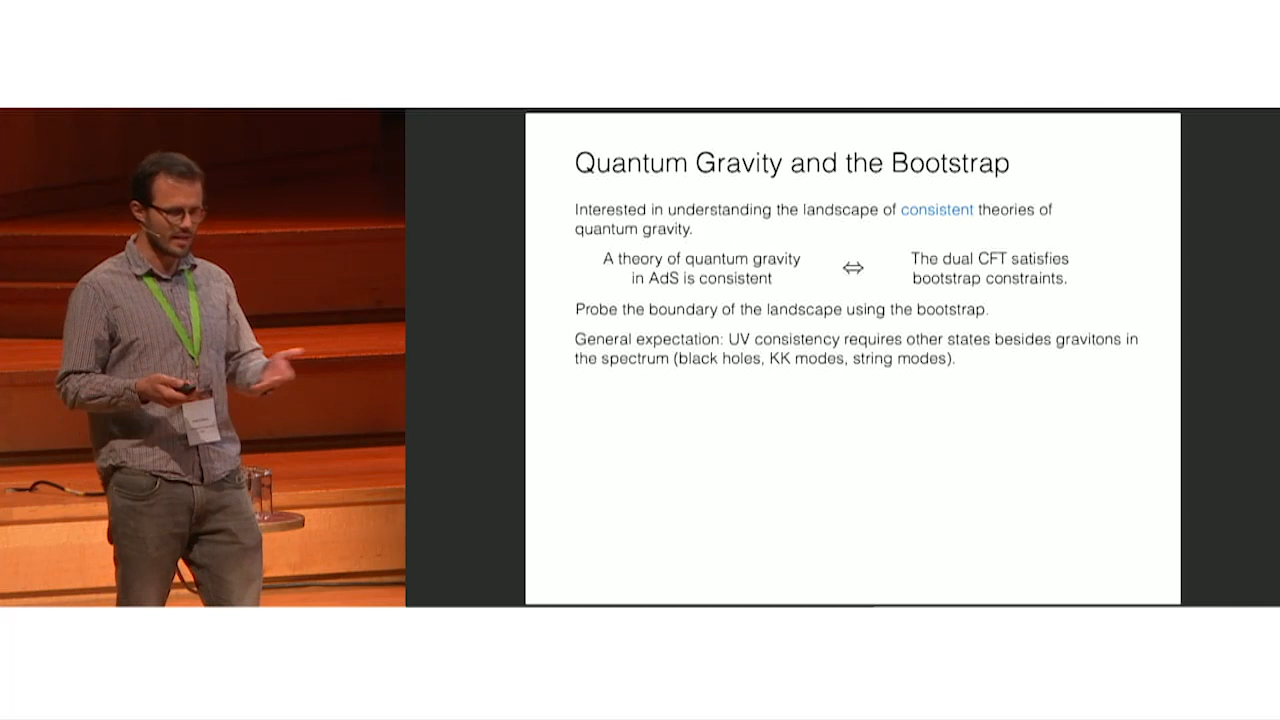 Quantum Gravity and the Bootstrap
Interested in understanding the landscape of consistent theories of
quantum gravity.
A theory of quantum gravity
in AdS is consistent
⇔
The dual CFT satisfies
bootstrap constraints.
Probe the boundary of the landscape using the bootstrap.
General expectation: UV consistency requires other states besides gravitons in
the spectrum (black holes, KK modes, string modes).